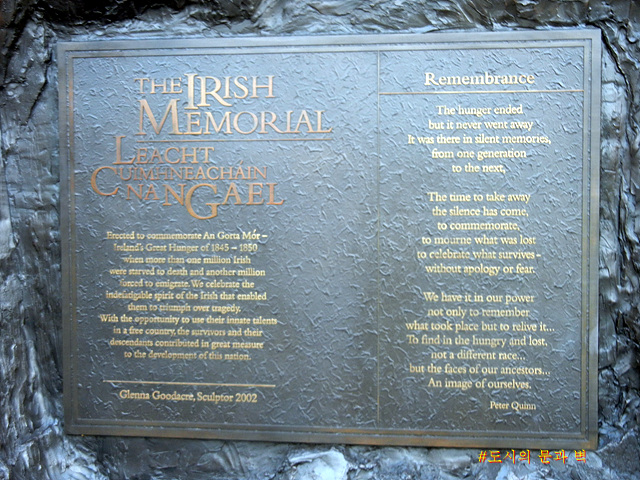 THE IRISH
MEMORIAL
LEACHT
CUIMHNEACHÁIN
NA NGAEL
Erected to commemorate An Gorta Mór –
Ireland's Great Hunger of 1845 – 1850
when more than one million Irish
were starved to death and another million
forced to emigrate. We celebrate the
indefatigable spirit of the Irish that enabled
them to triumph over tragedy.
With the opportunity to use their innate talents
in a free country, the survivors and their
descendants contributed in great measure
to the development of this nation.
Glenna Goodacre, Sculptor 2002
Remembrance
The hunger ended
but it never went away
It was there in silent memories,
from one generation
to the next,
The time to take away
the silence has come,
to commemorate,
to mourne what was lost
to celebrate what survives –
without apology or fear.
We have it in our power
not only to remember
what took place but to relive it...
To find in the hungry and lost,
not a different race...
but the faces of our ancestors...
An image of ourselves.
Peter Quinn
#도시의 문과 벽